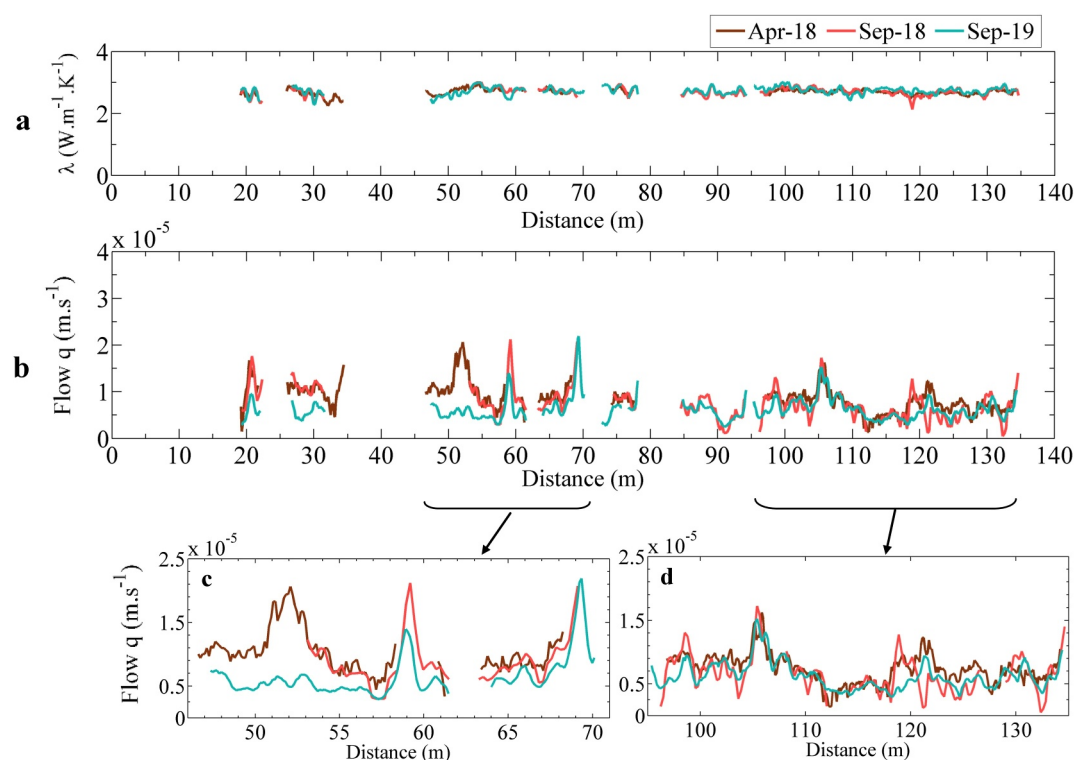 Apr-18 Sep-18 Sep-19
a
λ (W.m⁻¹.K⁻¹)
4
2
0
0 10 20 30 40 50 60 70 80 90 100 110 120 130 140
Distance (m)
x 10⁻⁵
b
Flow q (m.s⁻¹)
4
3
2
1
0
0 10 20 30 40 50 60 70 80 90 100 110 120 130 140
Distance (m)
x 10⁻⁵
c
Flow q (m.s⁻¹)
2.5
1.5
0.5
0
50 55 60 65 70
Distance (m)
x 10⁻⁵
d
2.5
1.5
0.5
0
100 110 120 130
Distance (m)